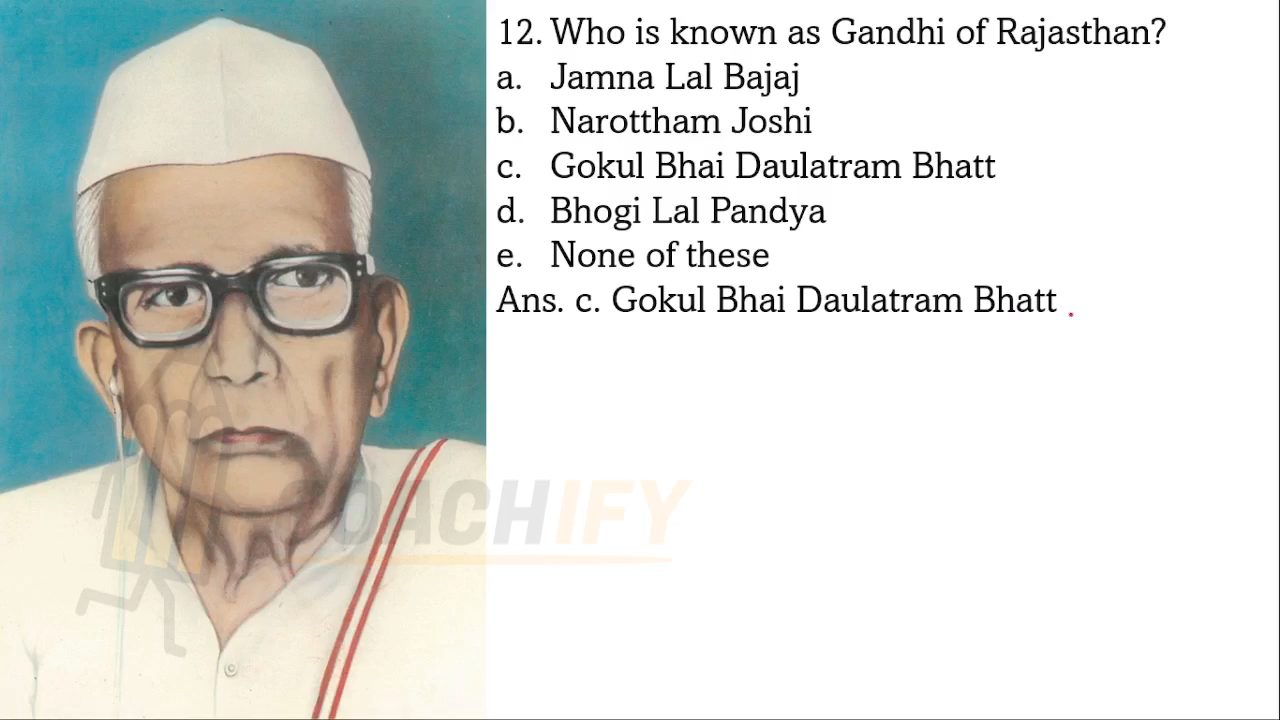 12. Who is known as Gandhi of Rajasthan?
a. Jamna Lal Bajaj
b. Narottham Joshi
c. Gokul Bhai Daulatram Bhatt
d. Bhogi Lal Pandya
e. None of these
Ans. c. Gokul Bhai Daulatram Bhatt .
COACHIFY